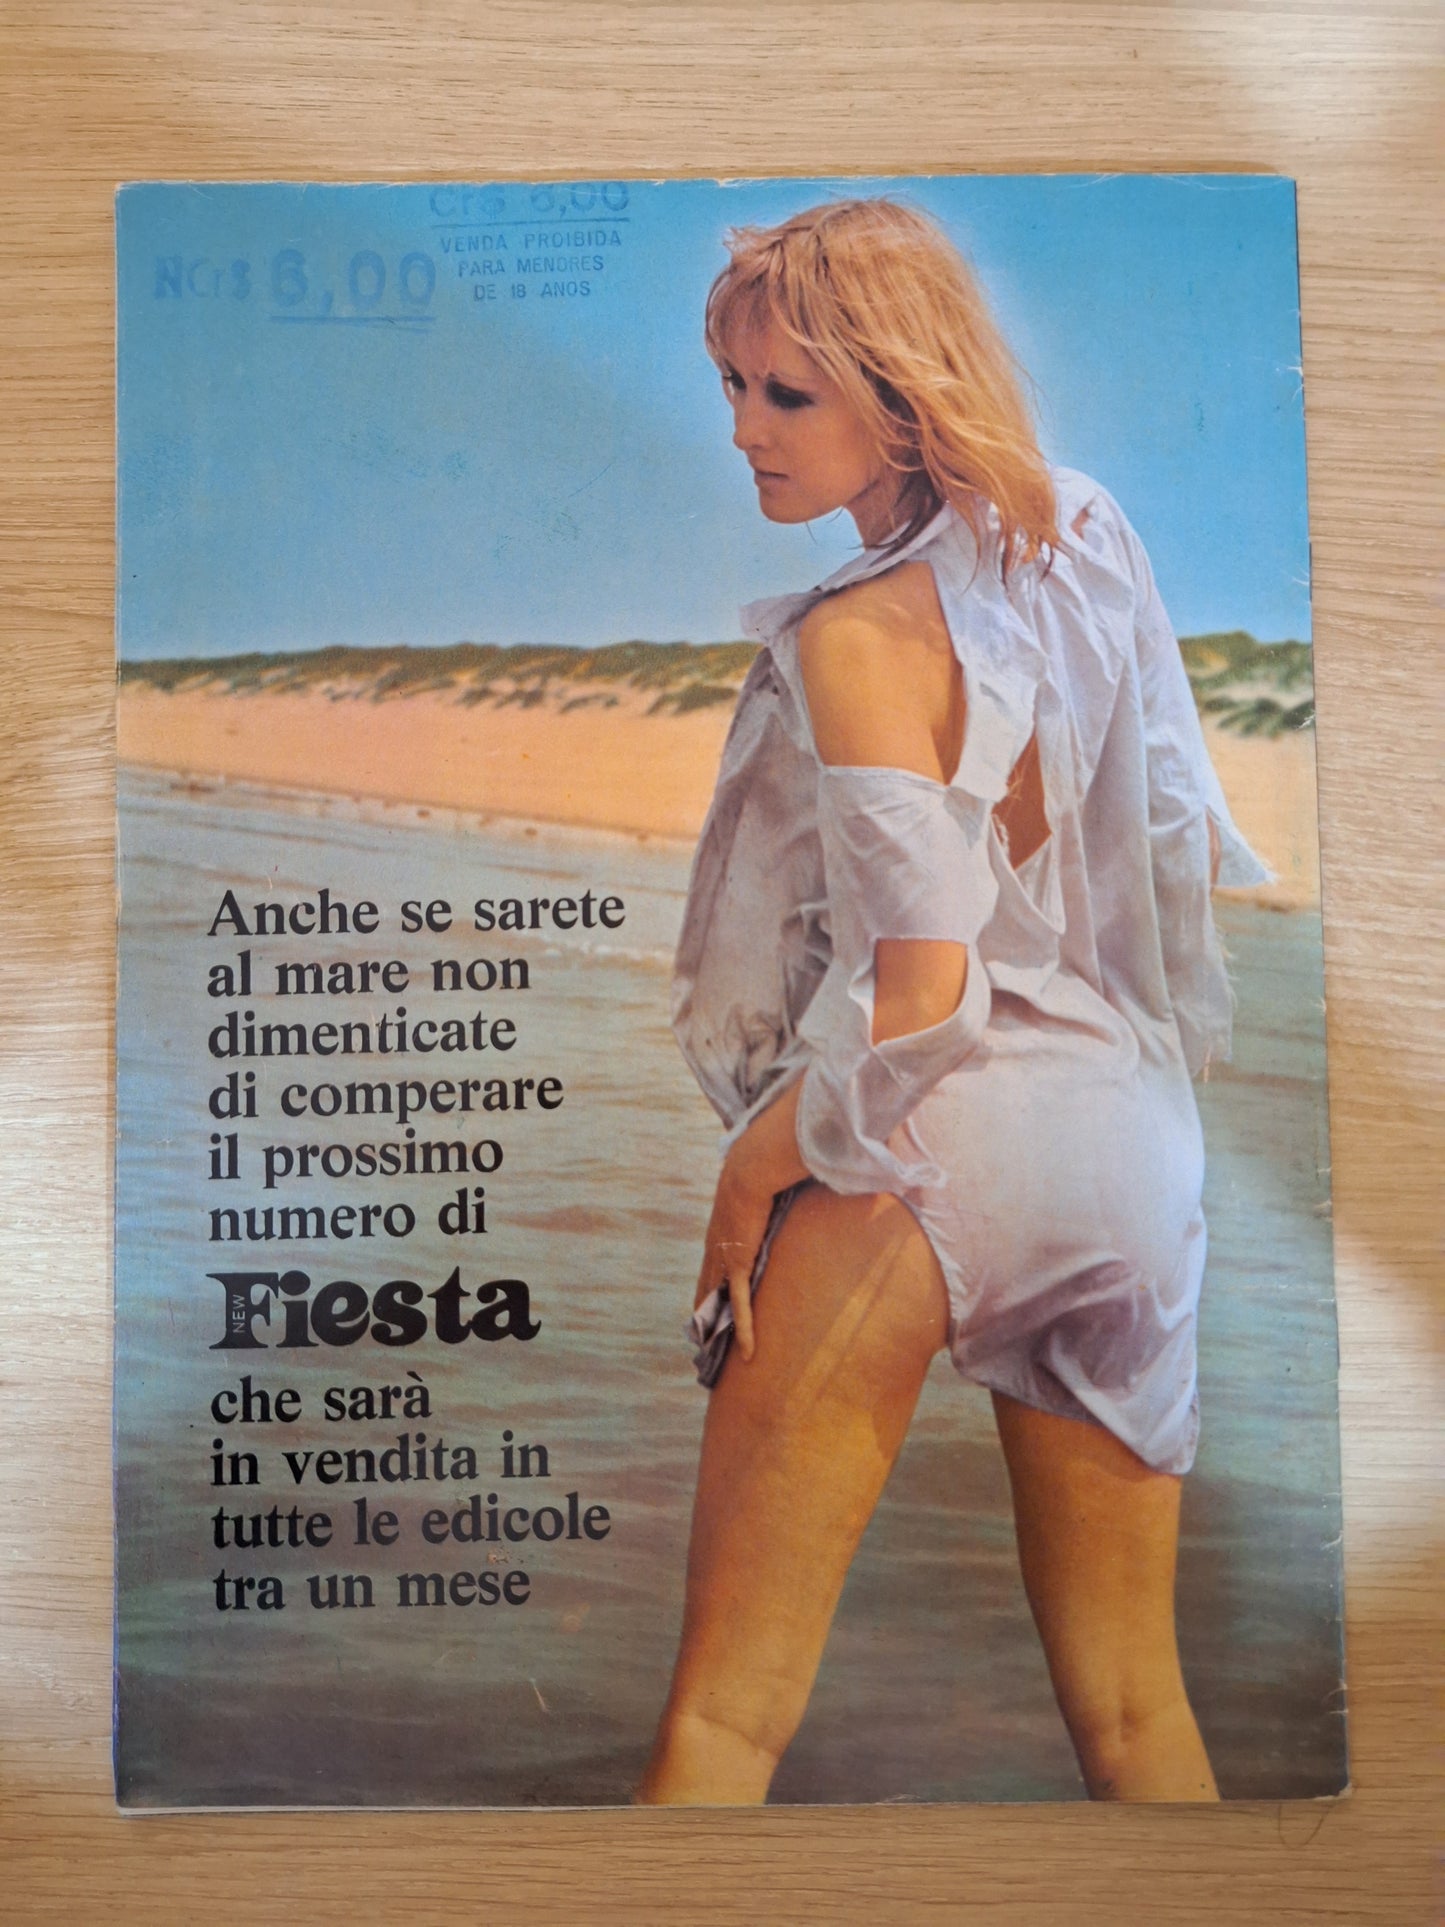 Cr$ 6,00
VENDA PROIBIDA
PARA MENORES
DE 18 ANOS
NCr$ 6,00
Anche se sarete
al mare non
dimenticate
di comperare
il prossimo
numero di
NEW Fiesta
che sarà
in vendita in
tutte le edicole
tra un mese